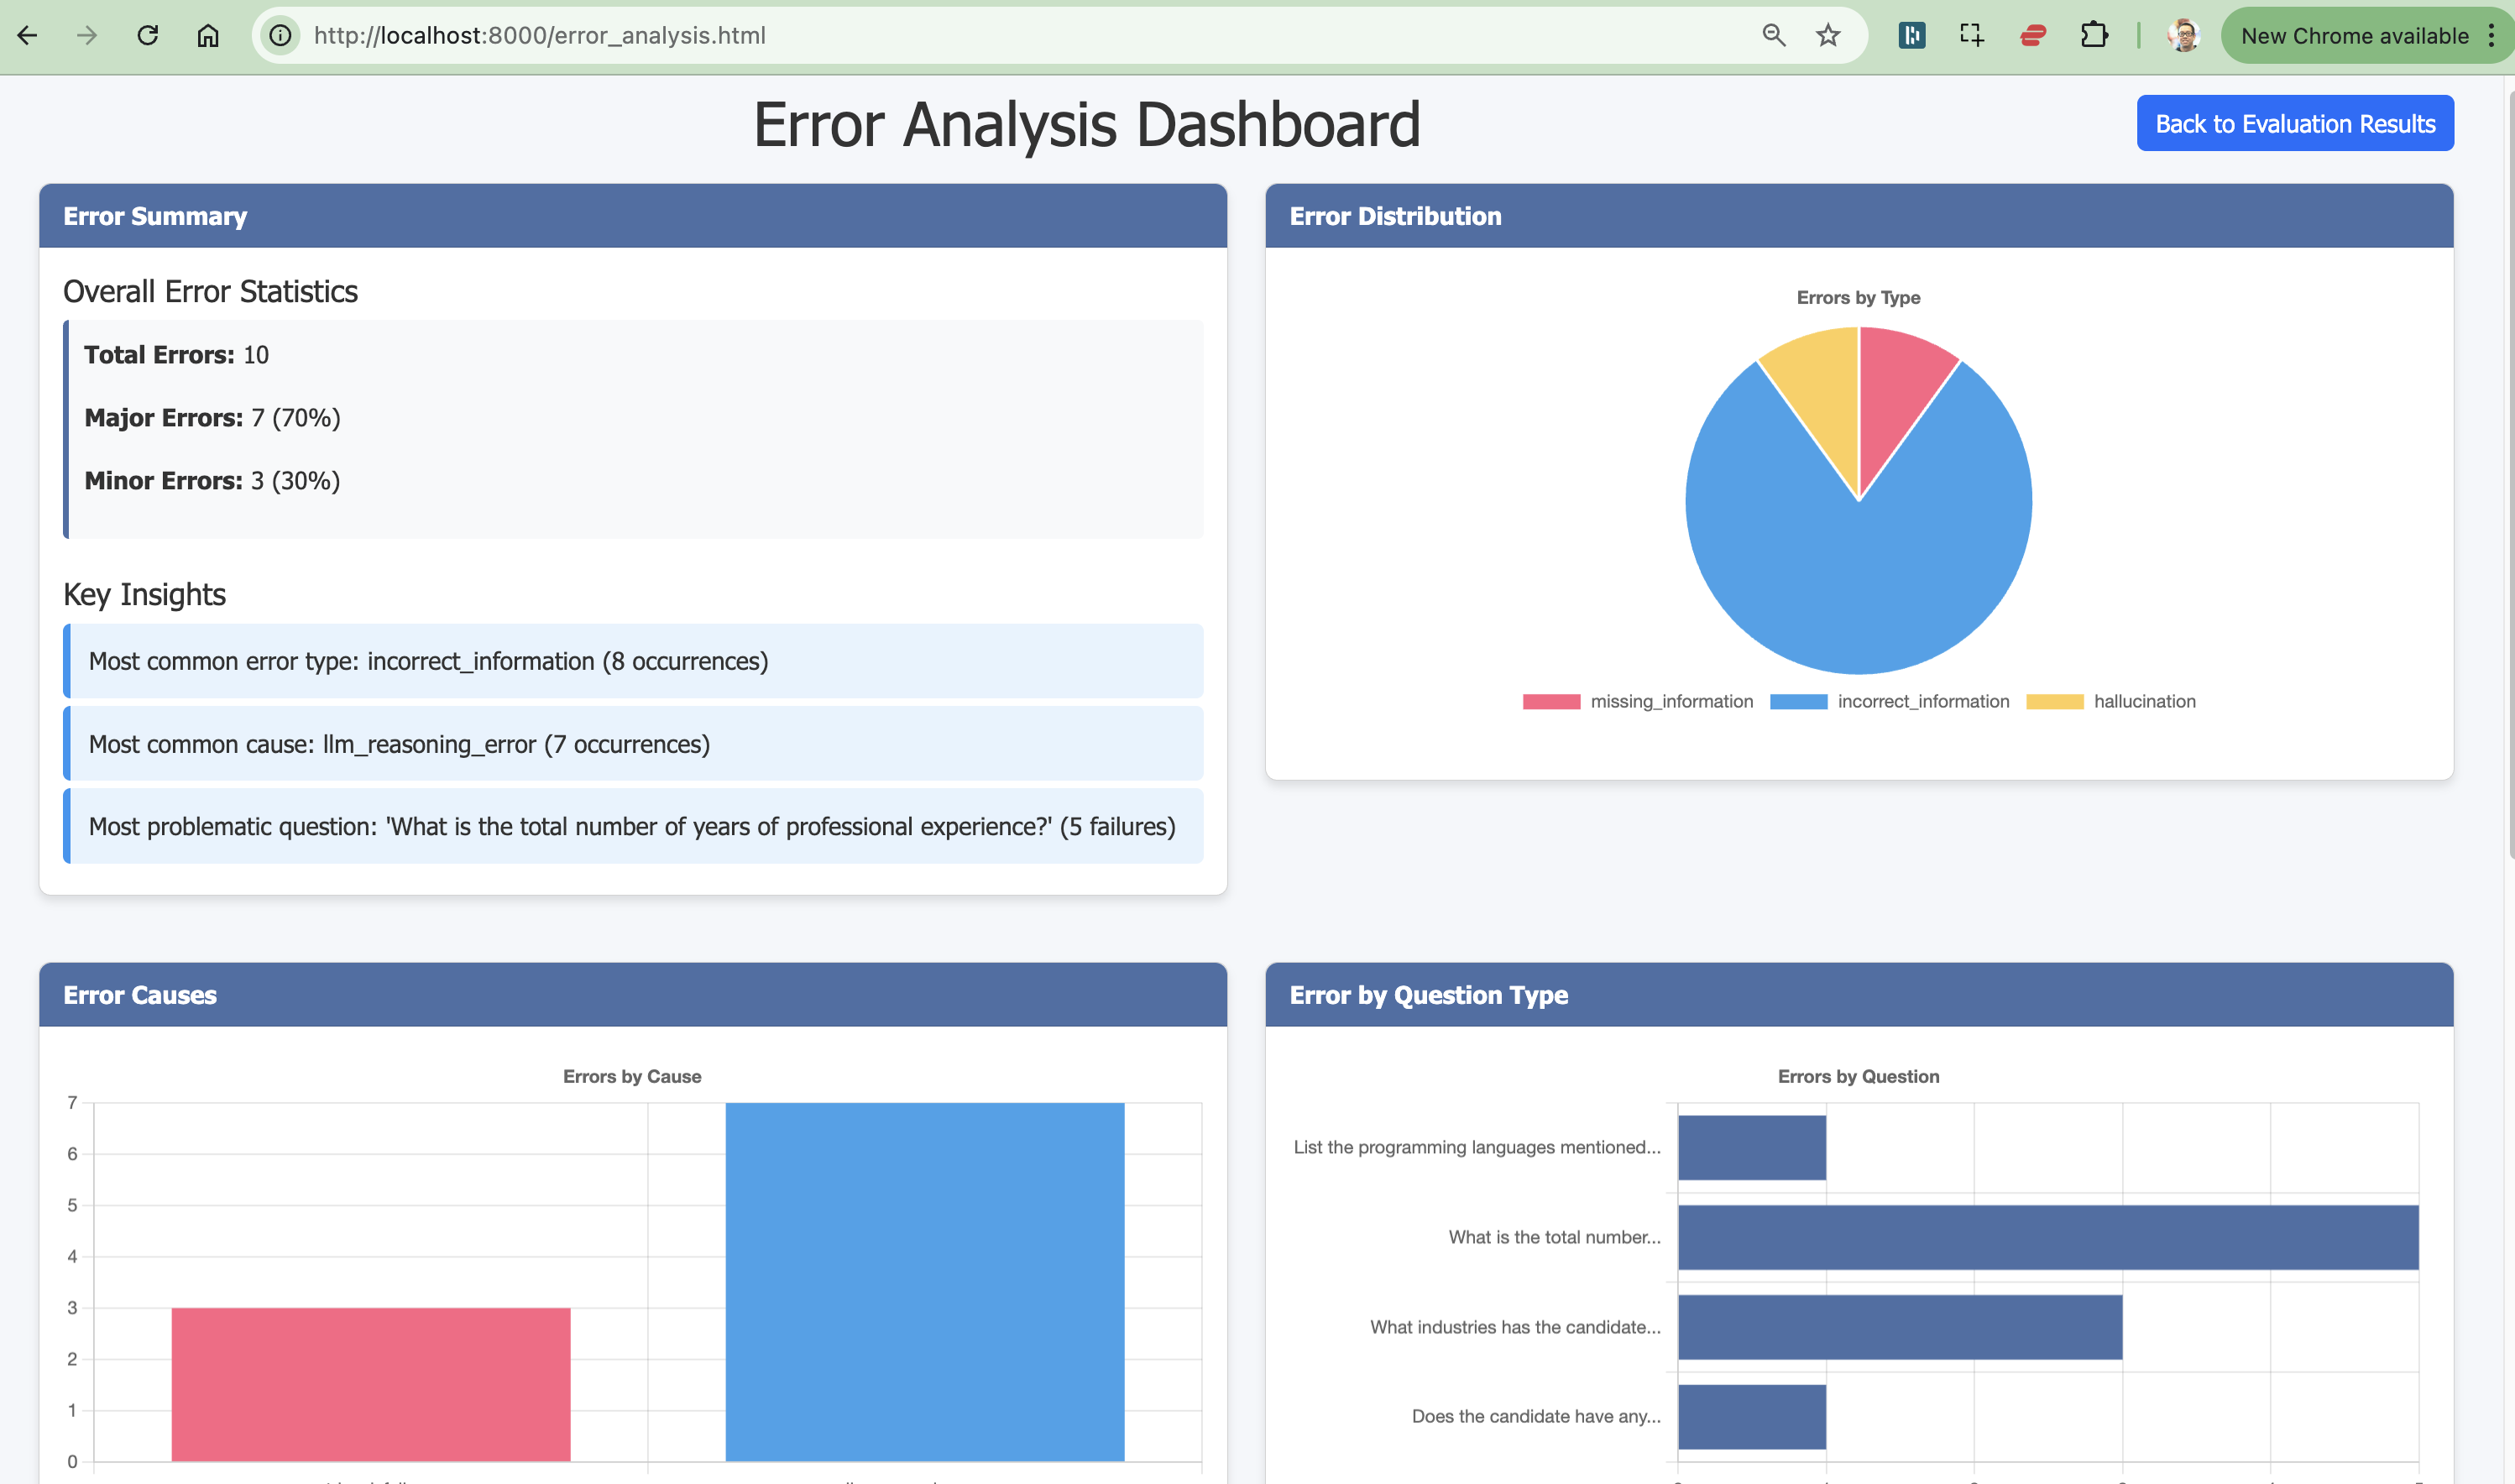 http://localhost:8000/error_analysis.html
New Chrome available
Error Analysis Dashboard
Back to Evaluation Results
Error Summary
Overall Error Statistics
Total Errors: 10
Major Errors: 7 (70%)
Minor Errors: 3 (30%)
Key Insights
Most common error type: incorrect_information (8 occurrences)
Most common cause: llm_reasoning_error (7 occurrences)
Most problematic question: 'What is the total number of years of professional experience?' (5 failures)
Error Distribution
Errors by Type
missing_information
incorrect_information
hallucination
Error Causes
Errors by Cause
7
6
5
4
3
2
1
0
Error by Question Type
Errors by Question
List the programming languages mentioned...
What is the total number...
What industries has the candidate...
Does the candidate have any...